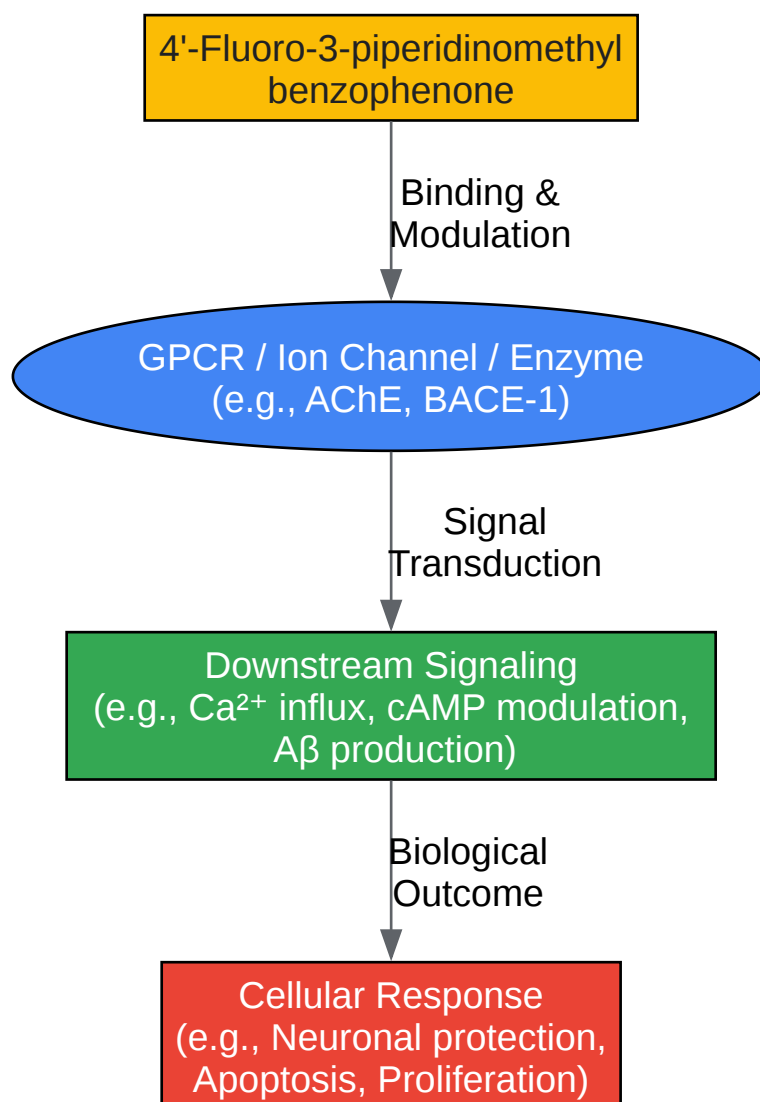 4'-Fluoro-3-piperidinomethyl
benzophenone
Binding &
Modulation
GPCR / Ion Channel / Enzyme
(e.g., AChE, BACE-1)
Signal
Transduction
Downstream Signaling
(e.g., Ca²⁺ influx, cAMP modulation,
Aβ production)
Biological
Outcome
Cellular Response
(e.g., Neuronal protection,
Apoptosis, Proliferation)